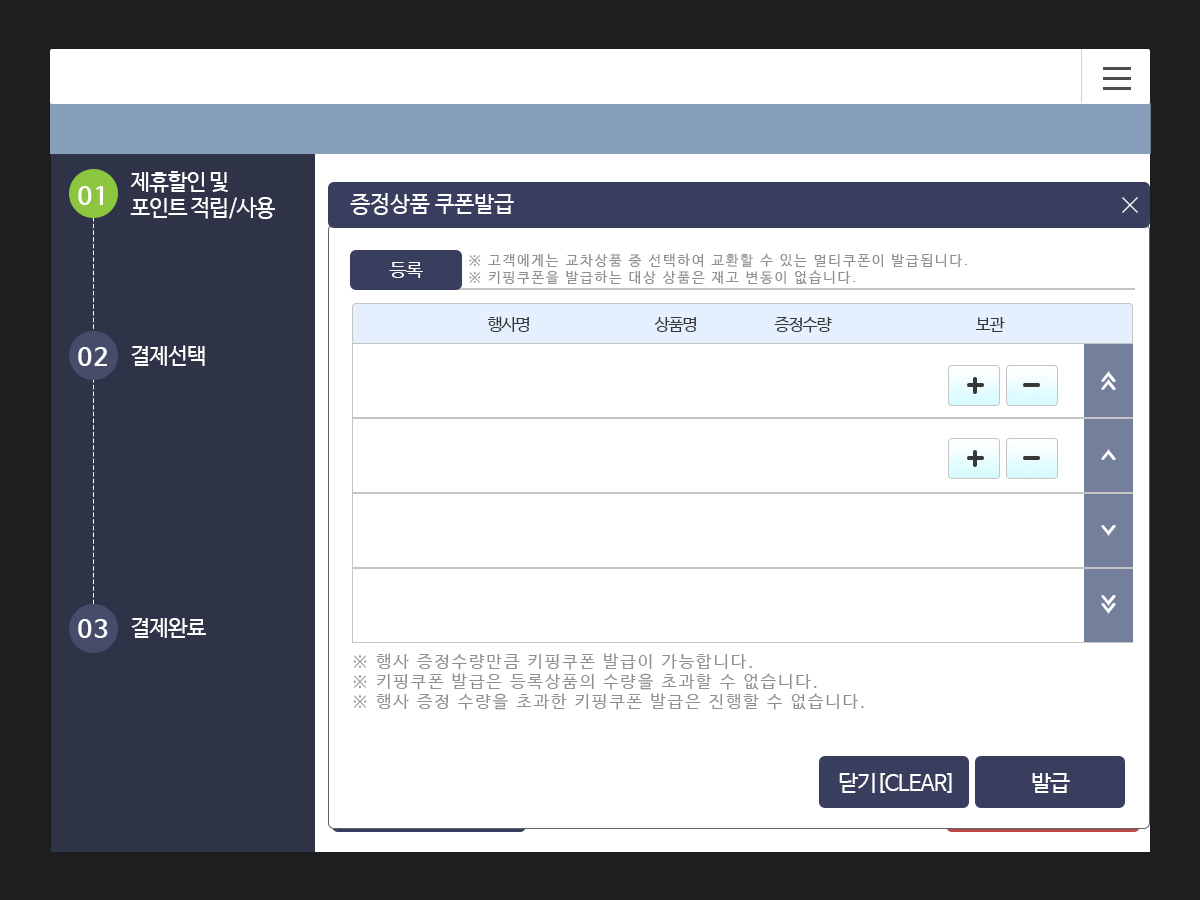 01
제휴할인 및
포인트 적립/사용
02
결제선택
03
결제완료
증정상품 쿠폰발급
등록
※ 고객에게는 교차상품 중 선택하여 교환할 수 있는 멀티쿠폰이 발급됩니다.
※ 키핑쿠폰을 발급하는 대상 상품은 재고 변동이 없습니다.
행사명 상품명 증정수량 보관
※ 행사 증정수량만큼 키핑쿠폰 발급이 가능합니다.
※ 키핑쿠폰 발급은 등록상품의 수량을 초과할 수 없습니다.
※ 행사 증정 수량을 초과한 키핑쿠폰 발급은 진행할 수 없습니다.
닫기[CLEAR] 발급